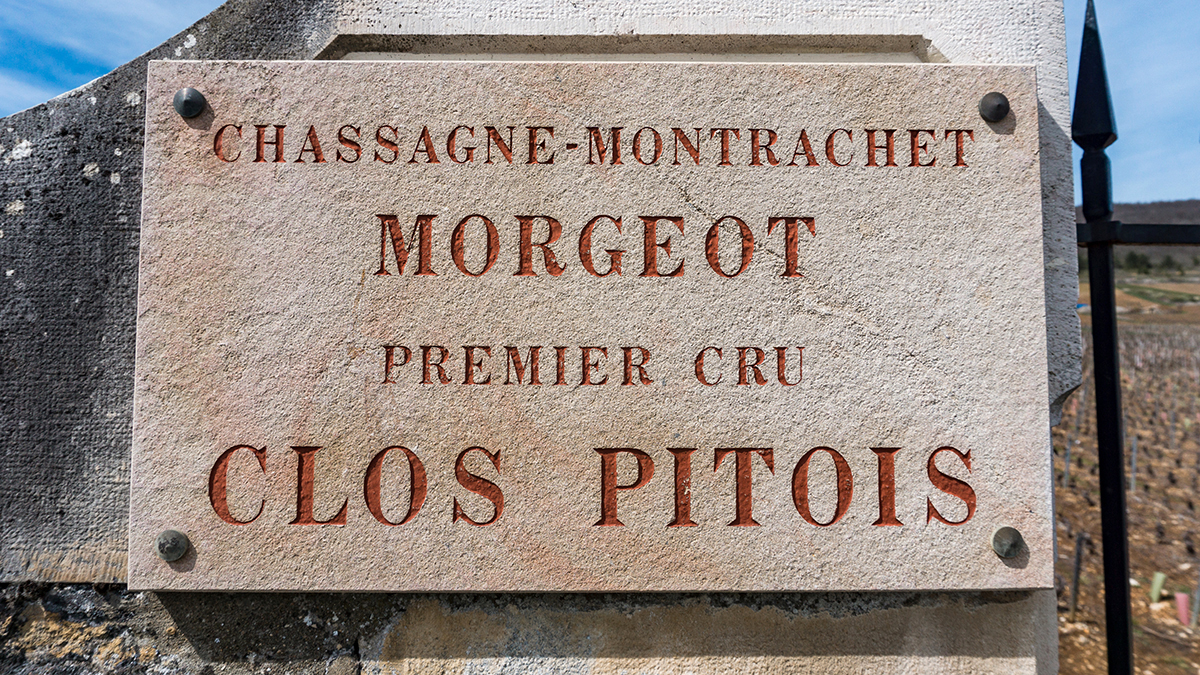 CHASSAGNE-MONTRACHET
MORGEOT
PREMIER CRU
CLOS PITOIS